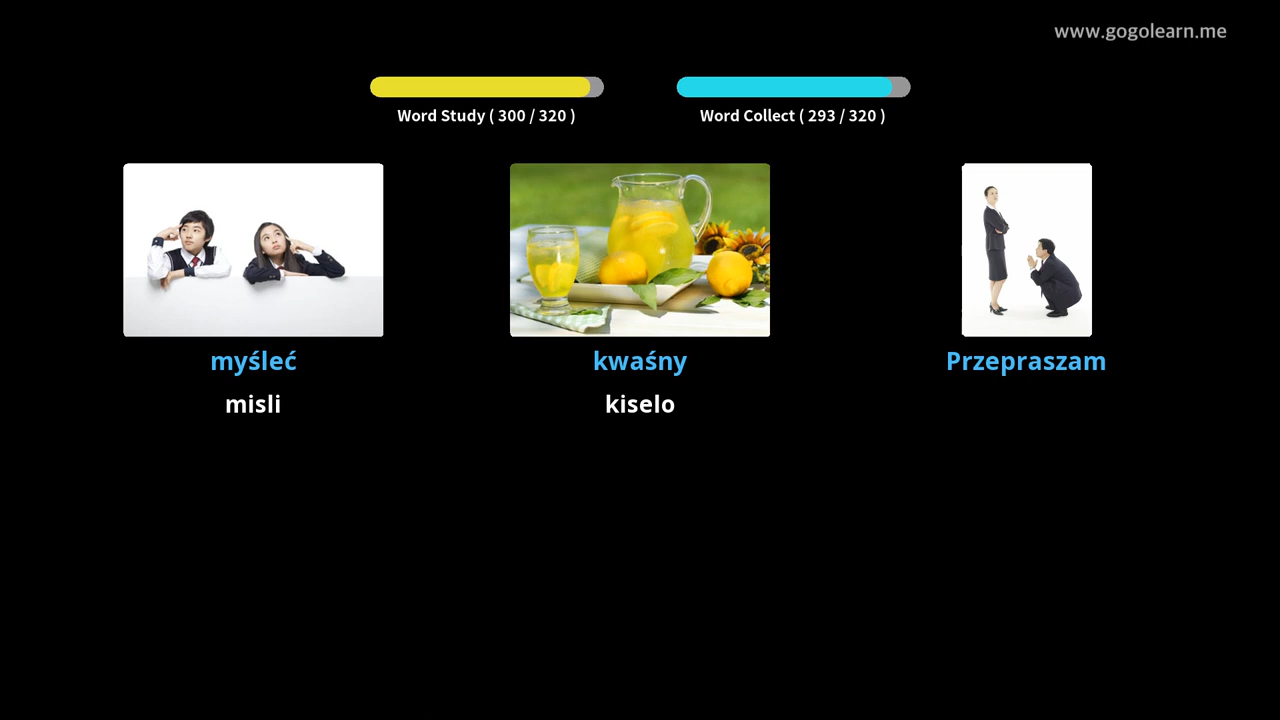 www.gogolearn.me
Word Study ( 300 / 320 )
Word Collect ( 293 / 320 )
myśleć
kwaśny
Przepraszam
misli
kiselo